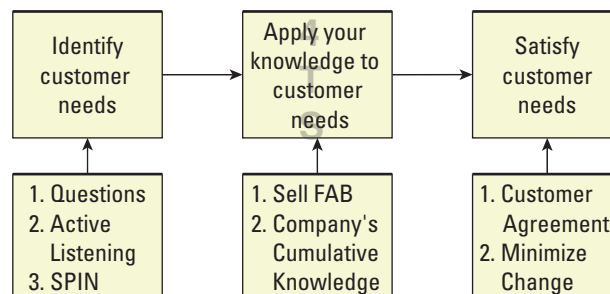 Identify
customer
needs
Apply your
knowledge to
customer
needs
Satisfy
customer
needs
1. Questions
2. Active
Listening
3. SPIN
1. Sell FAB
2. Company's
Cumulative
Knowledge
1. Customer
Agreement
2. Minimize
Change
4
T
S